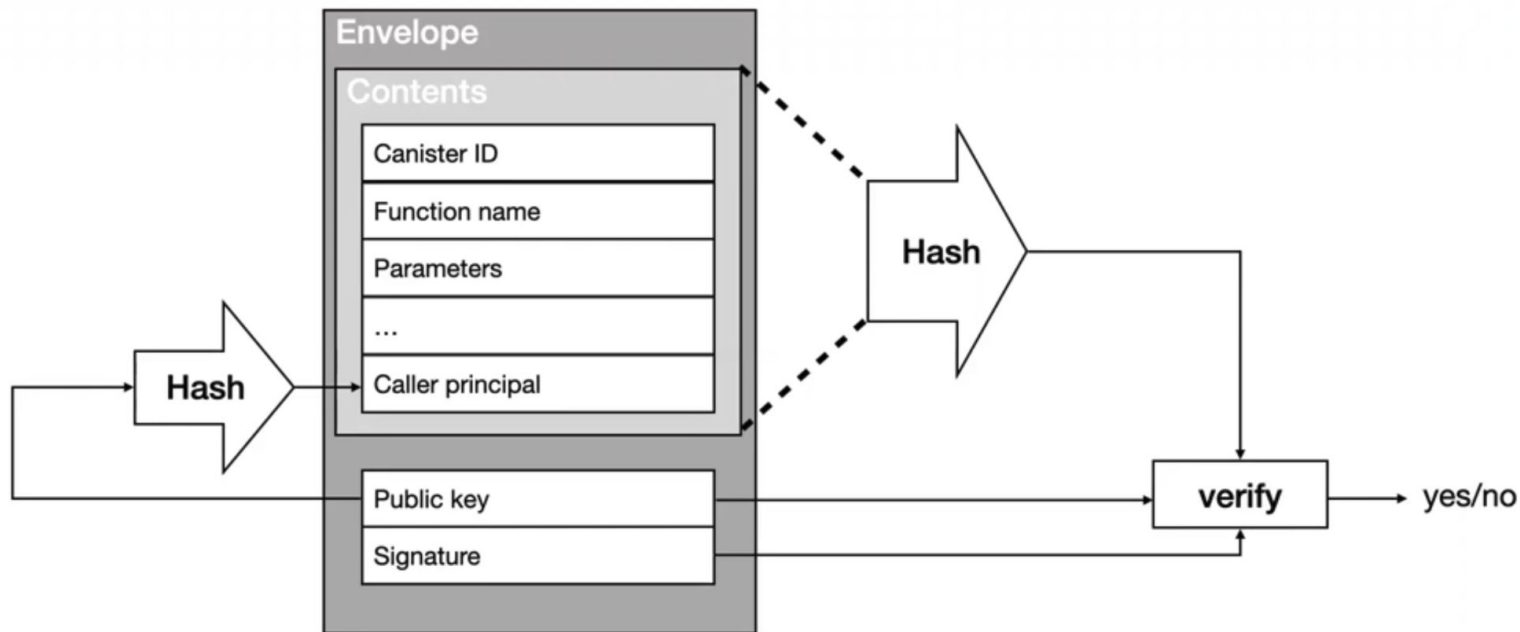 Envelope
Contents
Canister ID
Function name
Parameters
...
Caller principal
Hash
Hash
Public key
Signature
verify
yes/no